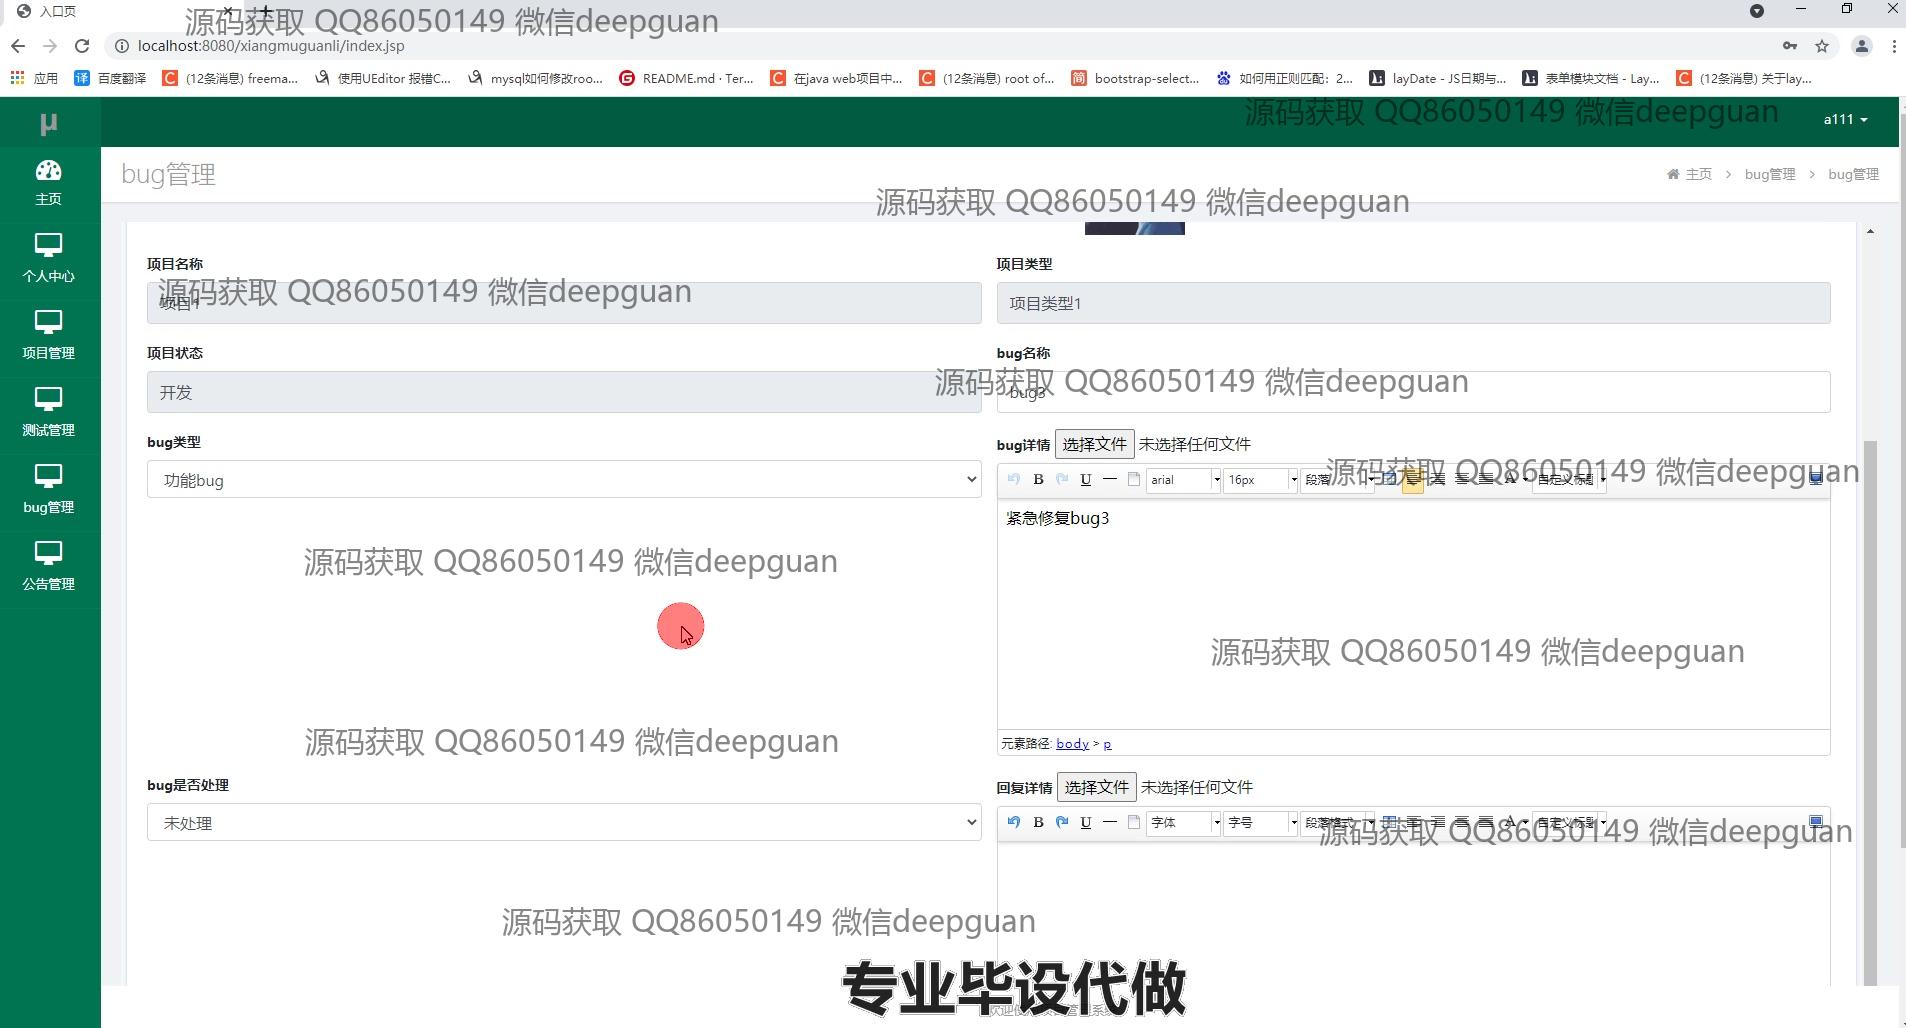 入口页
源码获取 QQ86050149 微信deepguan
localhost:8080/xiangmuguanli/index.jsp
应用 译 百度翻译 (12条消息) freema... 使用UEditor 报错C... mysql如何修改roo... README.md · Ter... 在java web项目中... (12条消息) root of... 简 bootstrap-select... 如何用正则匹配：2... layDate - JS日期与... 表单模块文档 - Lay... (12条消息) 关于lay...
源码获取 QQ86050149 微信deepguan
μ
a111
bug管理
主页 > bug管理 > bug管理
主页
源码获取 QQ86050149 微信deepguan
个人中心
项目管理
测试管理
bug管理
公告管理
项目名称
项目类型
源码获取 QQ86050149 微信deepguan
项目1
项目类型1
项目状态
bug名称
源码获取 QQ86050149 微信deepguan
开发
bug3
bug类型
bug详情 选择文件 未选择任何文件
源码获取 QQ86050149 微信deepguan
功能bug
B U arial 16px 段落 自定义标题
紧急修复bug3
源码获取 QQ86050149 微信deepguan
源码获取 QQ86050149 微信deepguan
源码获取 QQ86050149 微信deepguan
元素路径: body > p
bug是否处理
回复详情 选择文件 未选择任何文件
未处理
B U 字体 字号 段落格式 自定义标题
源码获取 QQ86050149 微信deepguan
源码获取 QQ86050149 微信deepguan
专业毕设代做